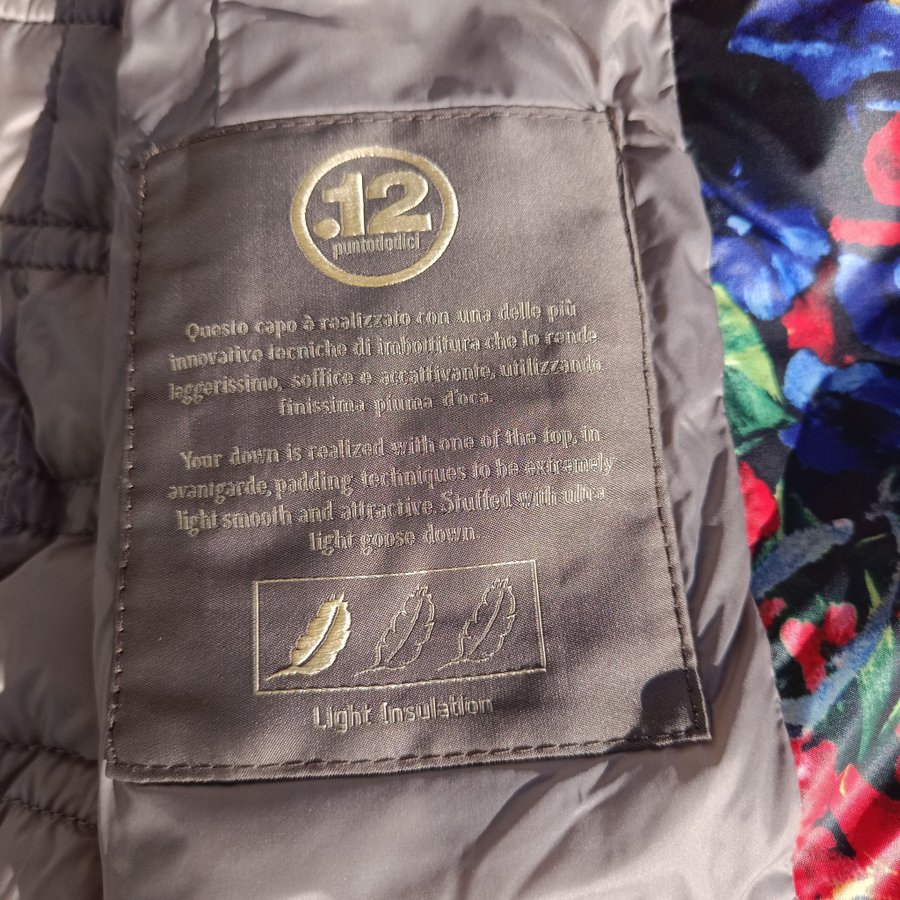 .12
puntododici
Questo capo è realizzato con una delle più
innovative tecniche di imbottitura che lo rende
leggerissimo, soffice e accattivante, utilizzando
finissima piuma d'oca.
Your down is realized with one of the top, in
avantgarde, padding techniques to be extremely
light smooth and attractive. Stuffed with ultra
light goose down.
Light Insulation